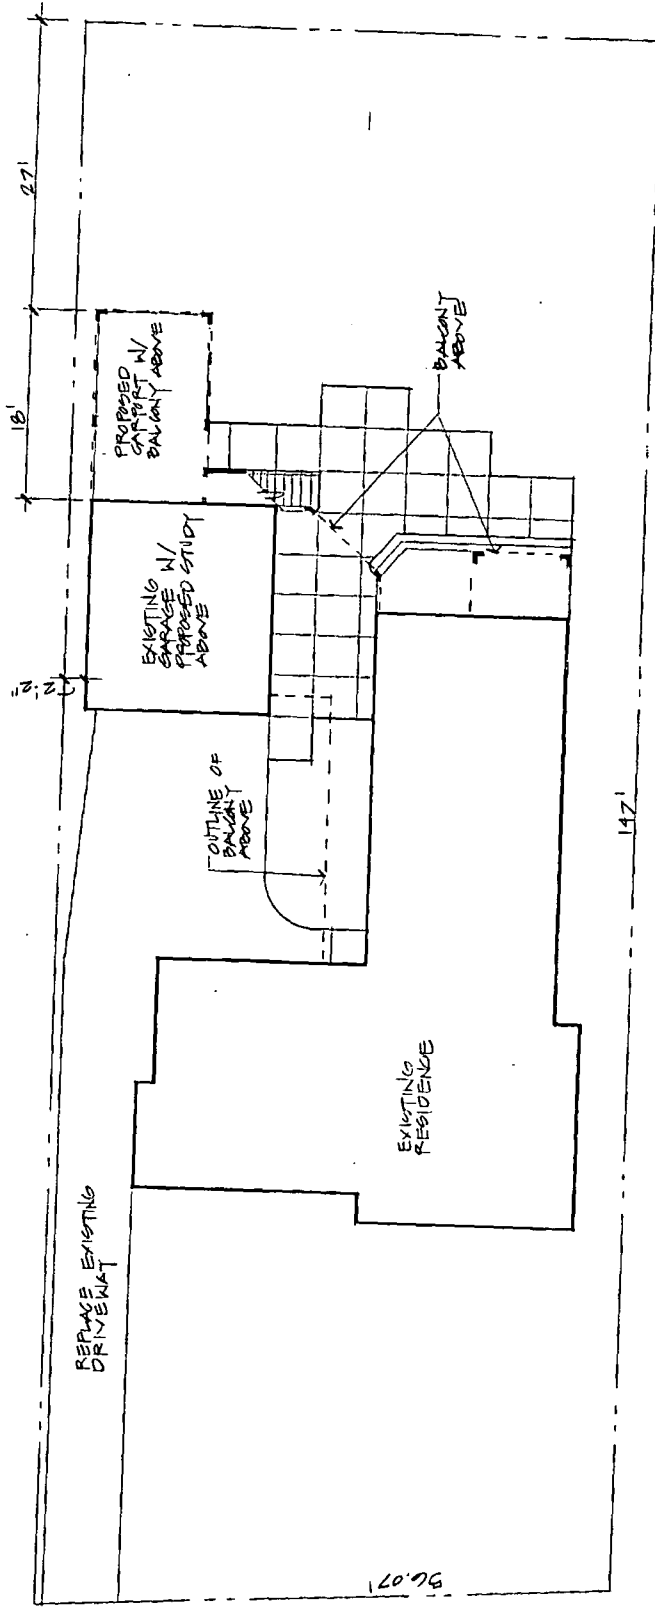 27'
18'
PROPOSED
CARPORT W/
BALCONY ABOVE
BALCONY
ABOVE
EXISTING
GARAGE W/
PROPOSED STUDY
ABOVE
2'-2"
OUTLINE OF
BALCONY
ABOVE
147'
EXISTING
RESIDENCE
REPLACE EXISTING
DRIVEWAY
56.07'